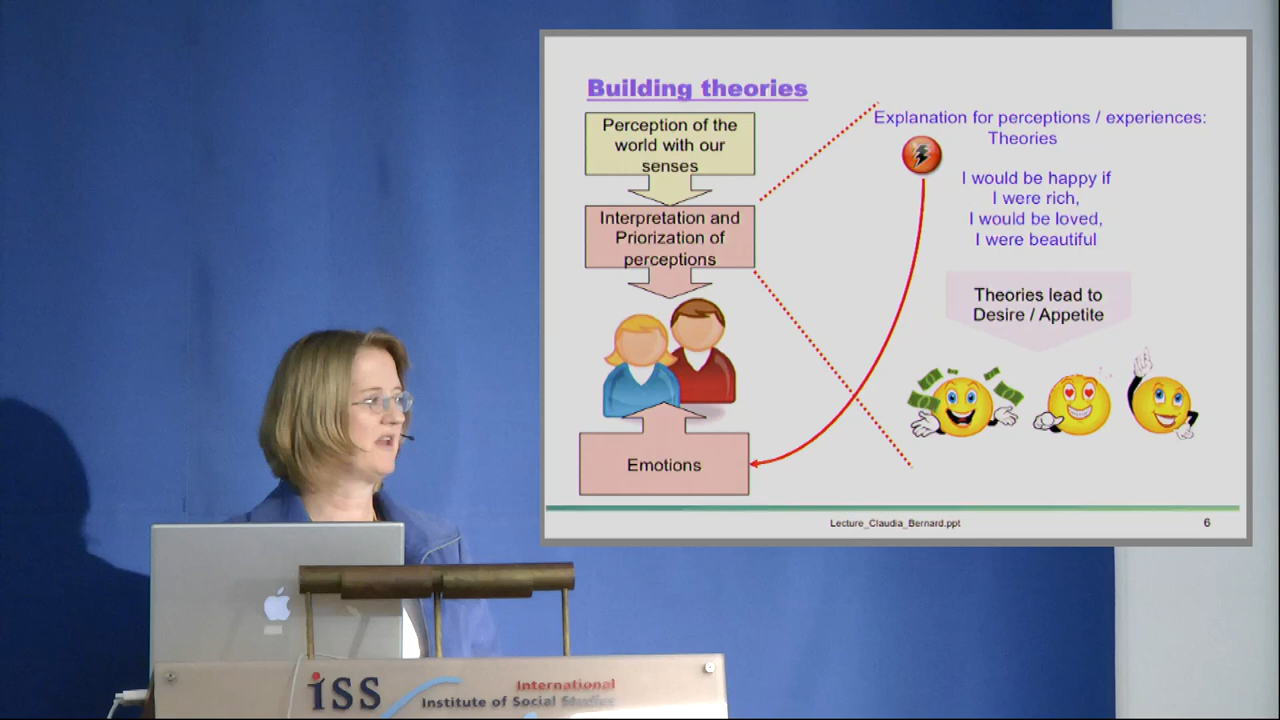 Building theories
Perception of the
world with our
senses
Interpretation and
Priorization of
perceptions
Emotions
Explanation for perceptions / experiences:
Theories
I would be happy if
I were rich,
I would be loved,
I were beautiful
Theories lead to
Desire / Appetite
Lecture_Claudia_Bernard.ppt
6
iSS
International
Institute of Social Studies